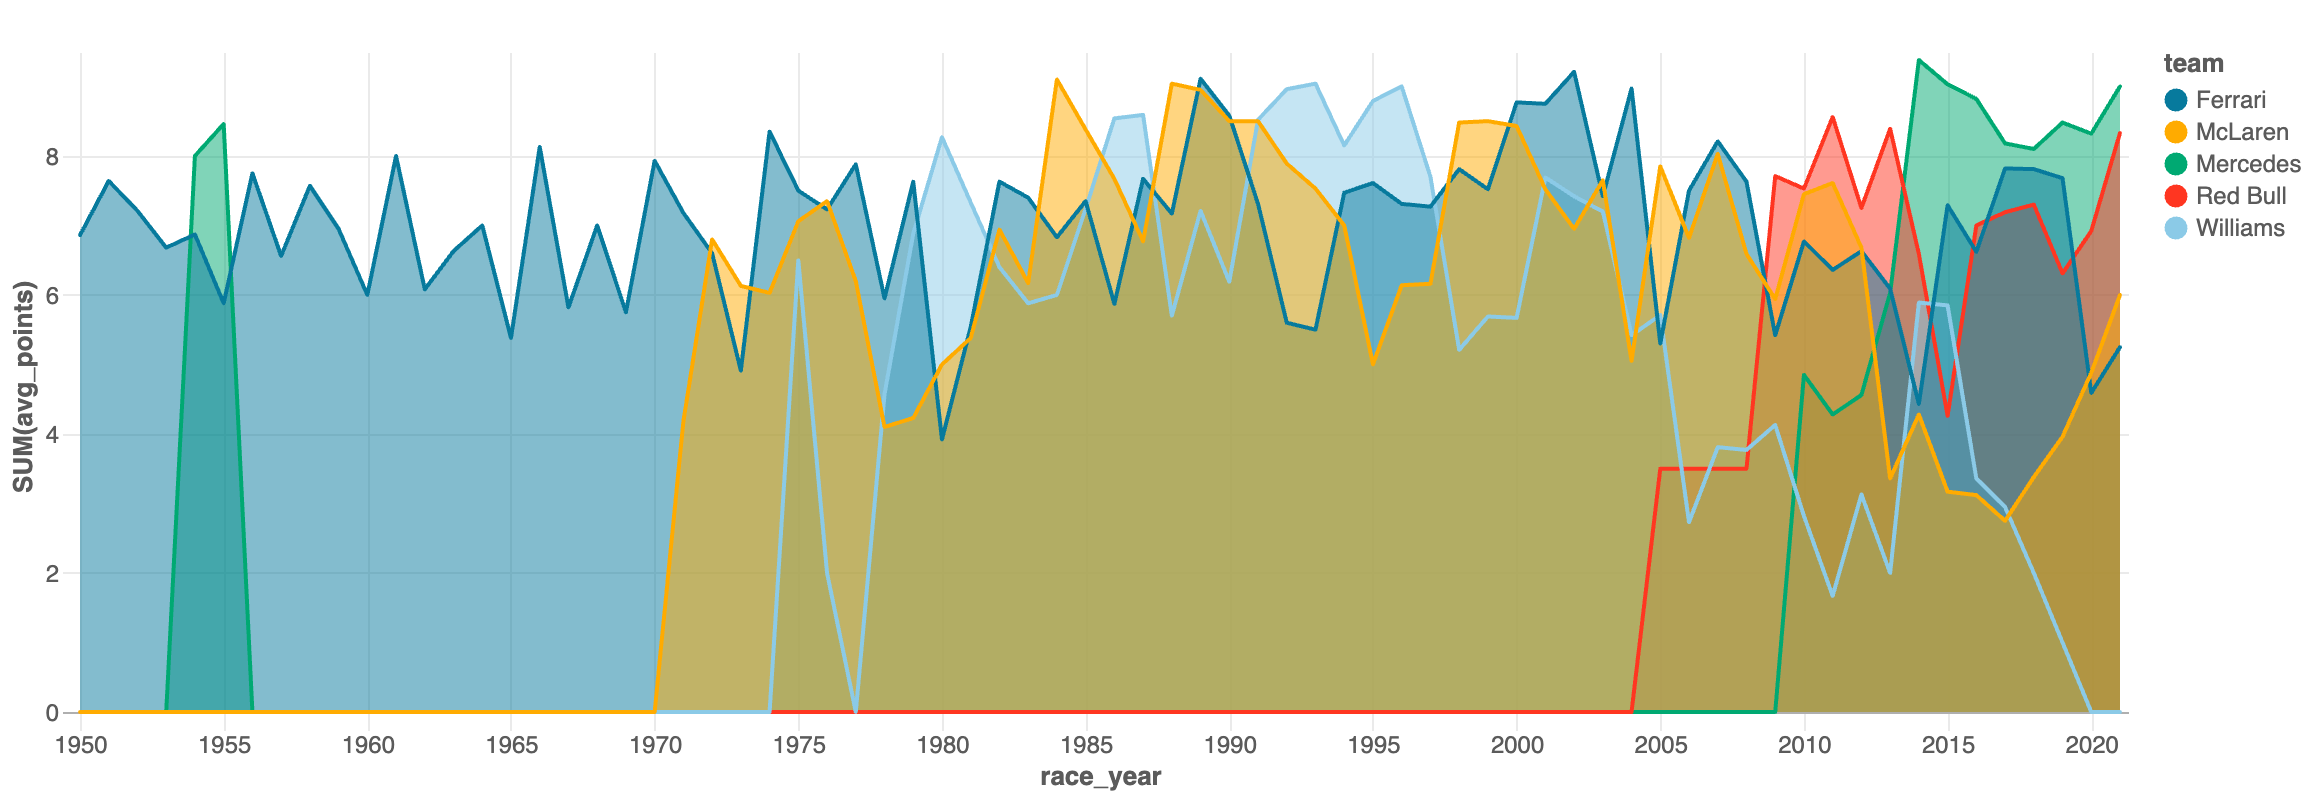 team
Ferrari
McLaren
Mercedes
Red Bull
Williams
SUM(avg_points)
8
6
4
2
0
1950 1955 1960 1965 1970 1975 1980 1985 1990 1995 2000 2005 2010 2015 2020
race_year